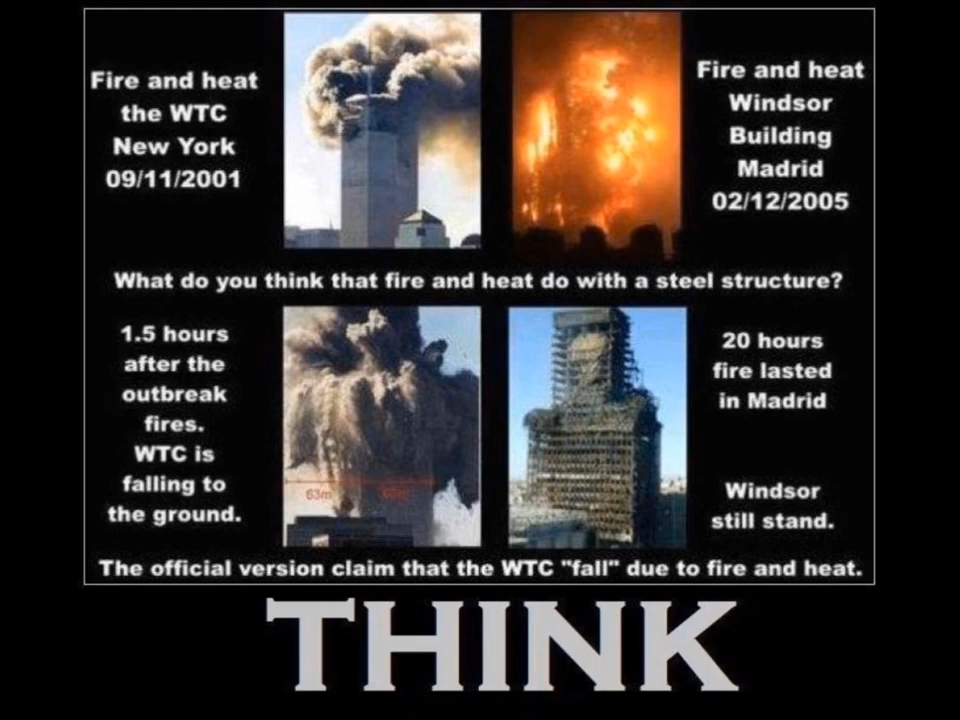 Fire and heat
the WTC
New York
09/11/2001
Fire and heat
Windsor
Building
Madrid
02/12/2005
What do you think that fire and heat do with a steel structure?
1.5 hours
after the
outbreak
fires.
WTC is
falling to
the ground.
63m
20 hours
fire lasted
in Madrid
Windsor
still stand.
The official version claim that the WTC "fall" due to fire and heat.
THINK